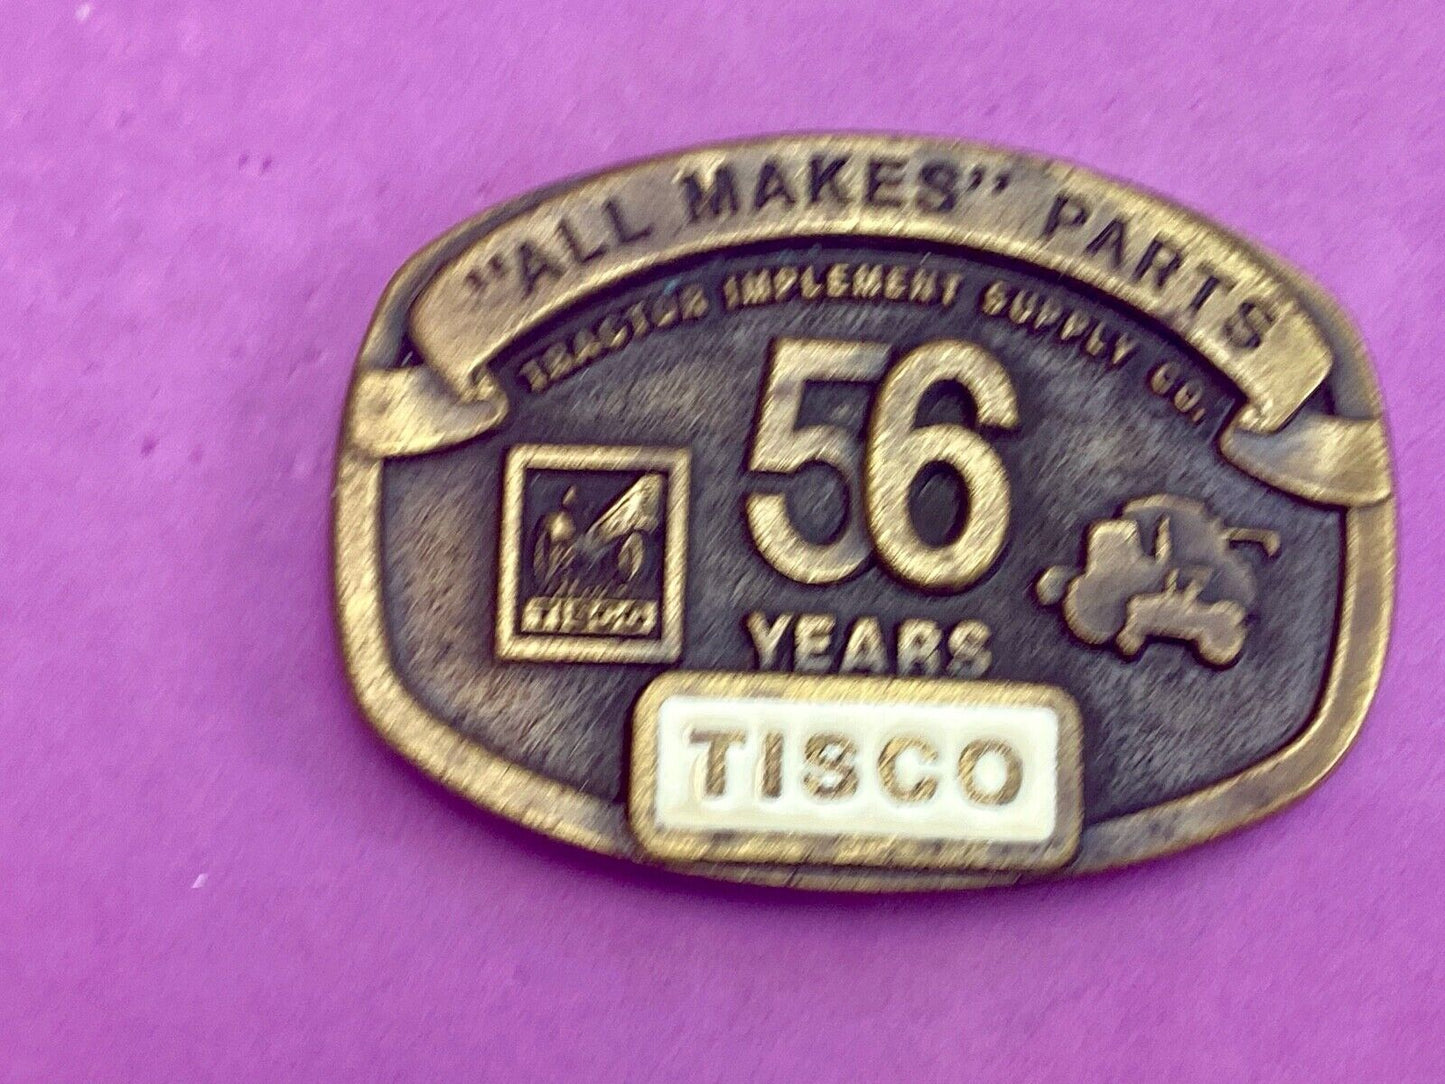 "ALL MAKES" PARTS
TRACTOR IMPLEMENT SUPPLY CO.
56
YEARS
TISCO